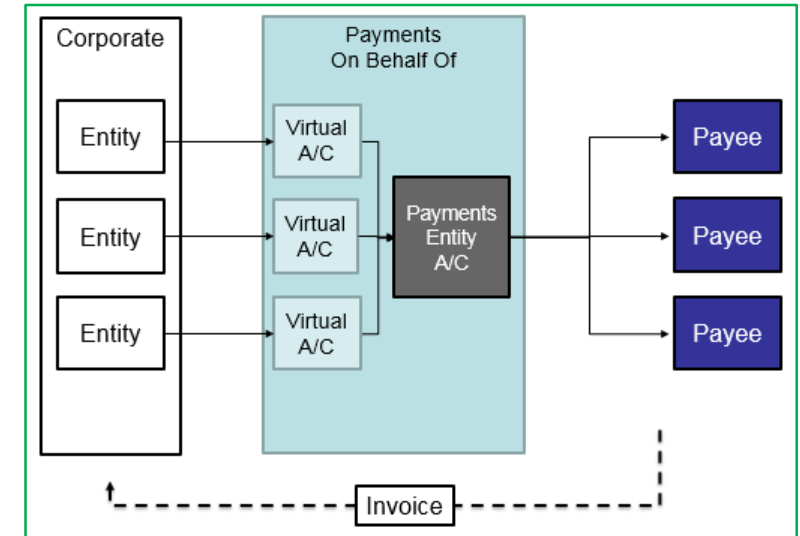 Corporate
Payments
On Behalf Of
Entity
Virtual
A/C
Payee
Entity
Virtual
A/C
Payments
Entity
A/C
Payee
Entity
Virtual
A/C
Payee
Invoice